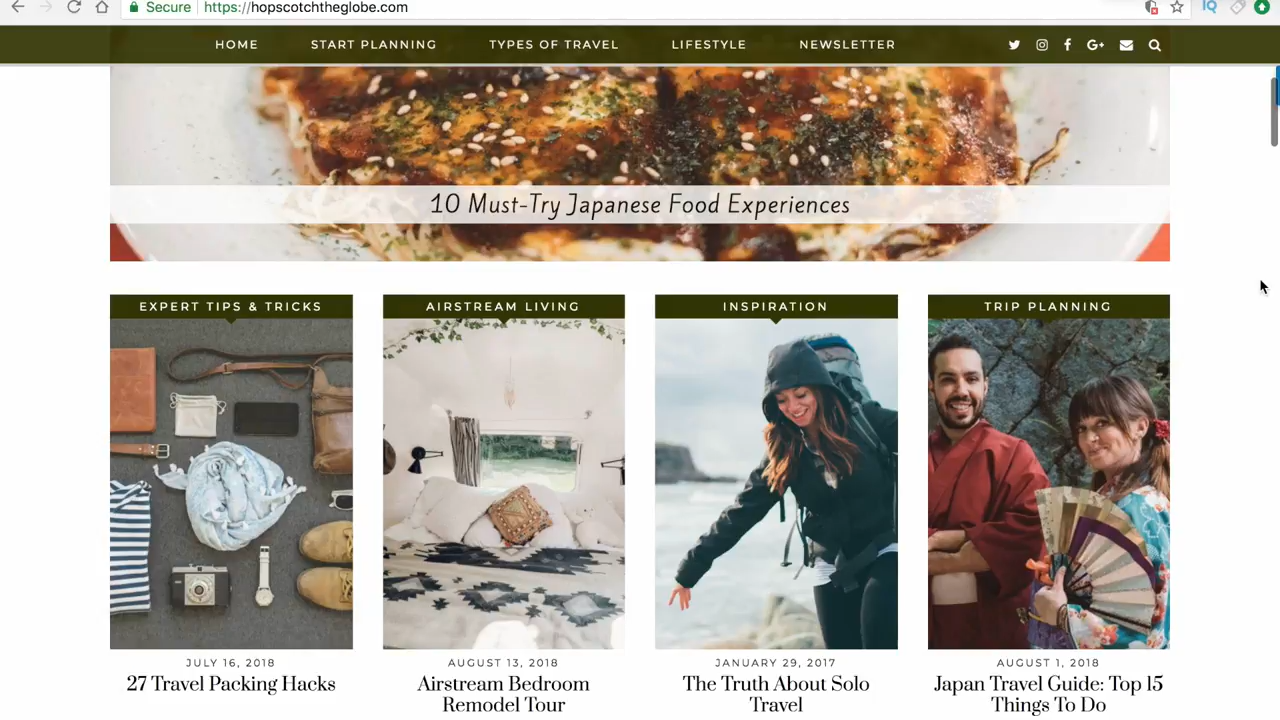 Secure https://hopscotchtheglobe.com
HOME START PLANNING TYPES OF TRAVEL LIFESTYLE NEWSLETTER
10 Must-Try Japanese Food Experiences
EXPERT TIPS & TRICKS
AIRSTREAM LIVING
INSPIRATION
TRIP PLANNING
JULY 16, 2018
27 Travel Packing Hacks
AUGUST 13, 2018
Airstream Bedroom
Remodel Tour
JANUARY 29, 2017
The Truth About Solo
Travel
AUGUST 1, 2018
Japan Travel Guide: Top 15
Things To Do